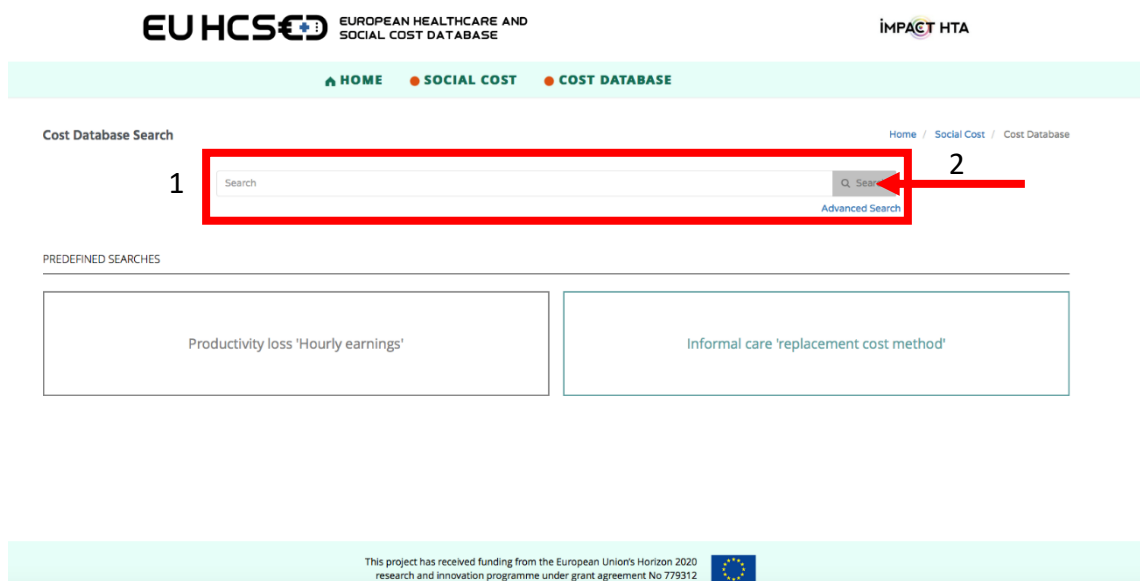 EU HCSCD EUROPEAN HEALTHCARE AND
SOCIAL COST DATABASE
IMPACT HTA
HOME SOCIAL COST COST DATABASE
Cost Database Search
Home / Social Cost / Cost Database
1
2
Search
Advanced Search
PREDEFINED SEARCHES
Productivity loss 'Hourly earnings'
Informal care 'replacement cost method'
This project has received funding from the European Union's Horizon 2020
research and innovation programme under grant agreement No 779312